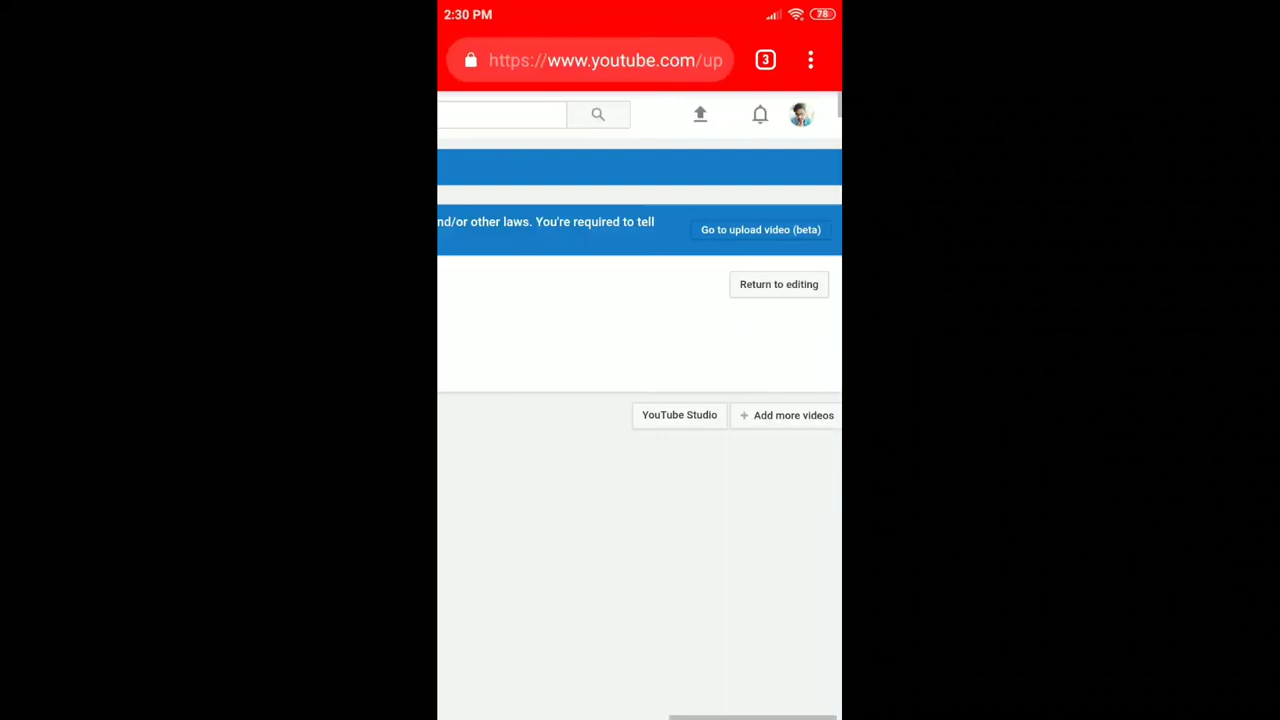 2:30 PM
78
https://www.youtube.com/up
3
nd/or other laws. You're required to tell
Go to upload video (beta)
Return to editing
YouTube Studio
+ Add more videos